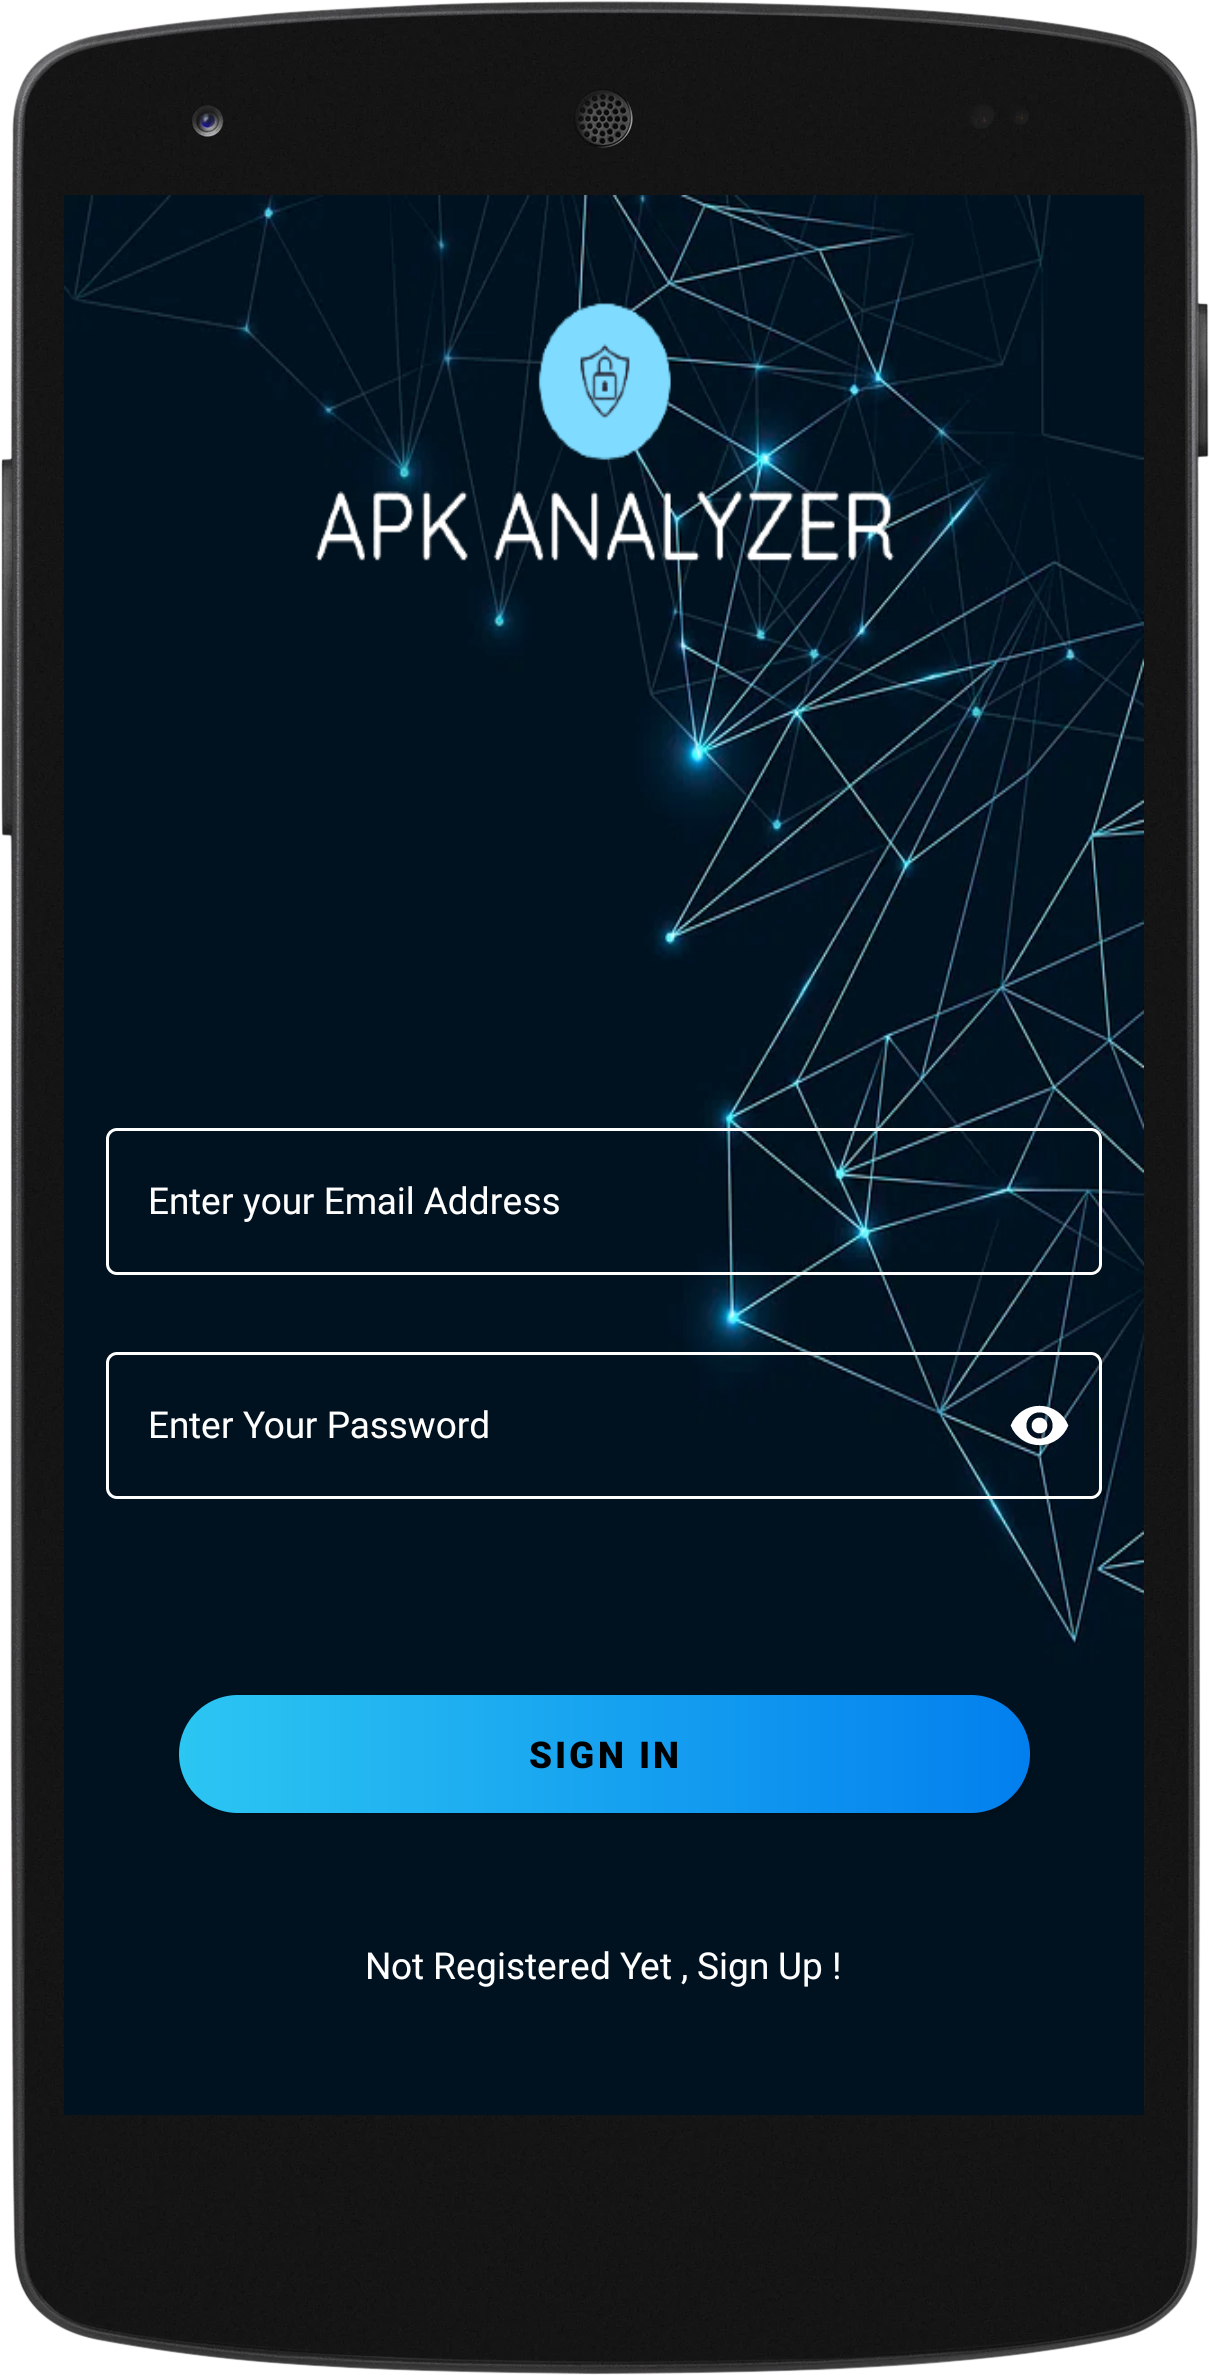 APK ANALYZER
Enter your Email Address
Enter Your Password
SIGN IN
Not Registered Yet , Sign Up !